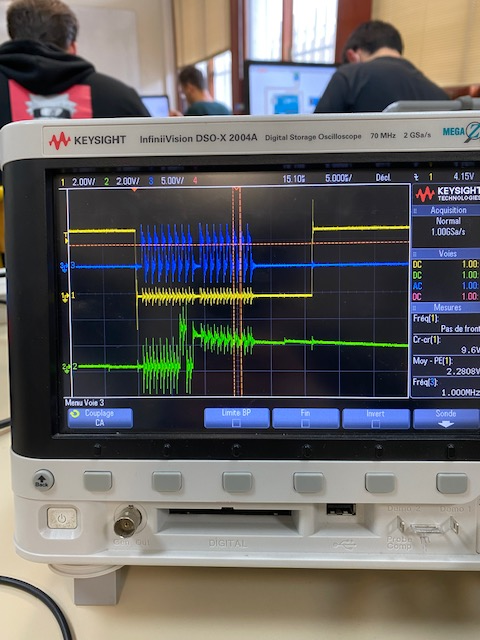 KEYSIGHT InfiniiVision DSO-X 2004A Digital Storage Oscilloscope 70 MHz 2 GSa/s MEGA Z
1 2.00V/ 2 2.00V/ 3 5.00V/ 4 15.10s 5.000s/ Décl. 1 4.15V
KEYSIGHT
TECHNOLOGIES
Acquisition
Normal
1.00GSa/s
Voies
DC 1.00:
DC 1.00:
AC 1.00:
DC 1.00:
Mesures
Fréq(1):
Pas de front
Cr-cr(1):
9.6V
Moy - PE(1):
2.2808V
Fréq(3):
1.000MHz
Menu Voie 3
Couplage
CA
Limite BP
Fin
Invert
Sonde
Back
DIGITAL